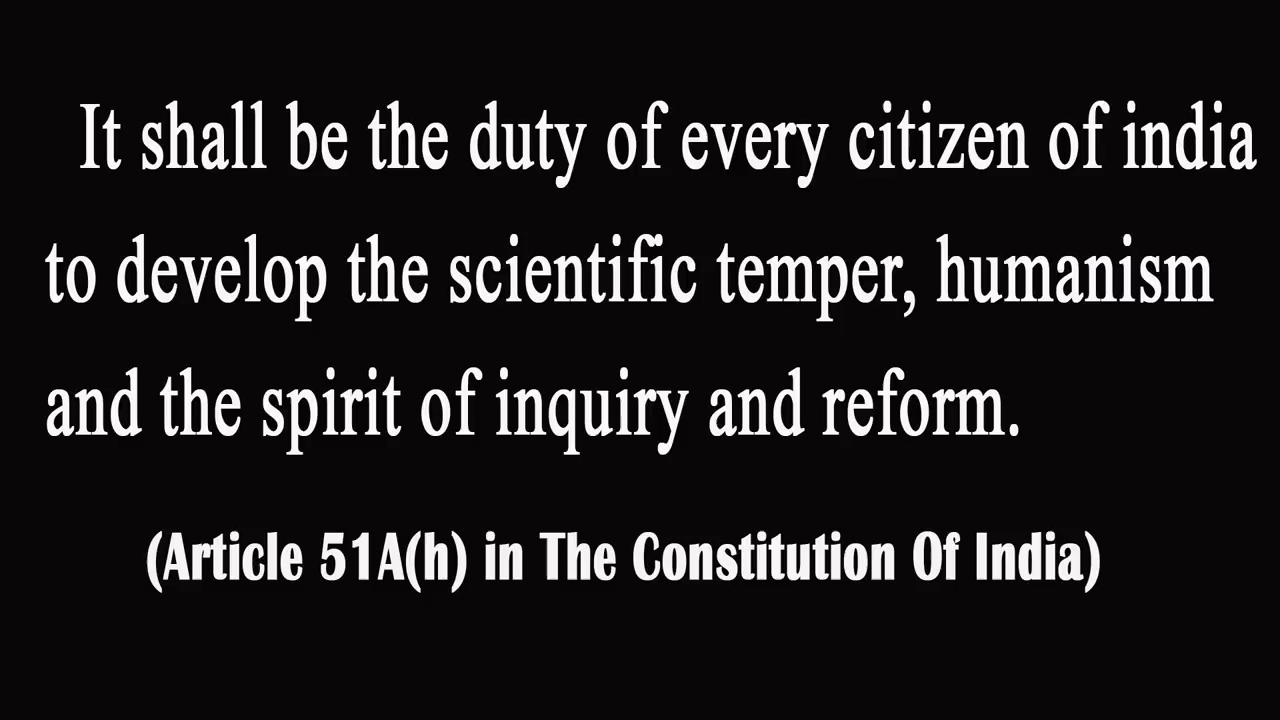 It shall be the duty of every citizen of india
to develop the scientific temper, humanism
and the spirit of inquiry and reform.
(Article 51A(h) in The Constitution Of India)